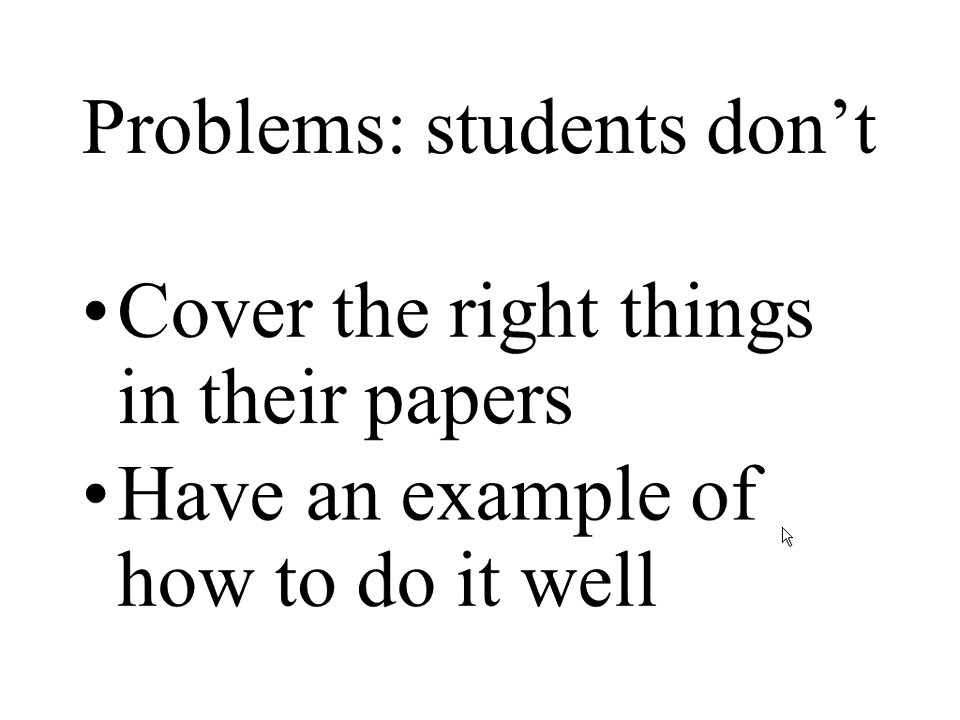 Problems: students don’t
•Cover the right things
in their papers
•Have an example of
how to do it well